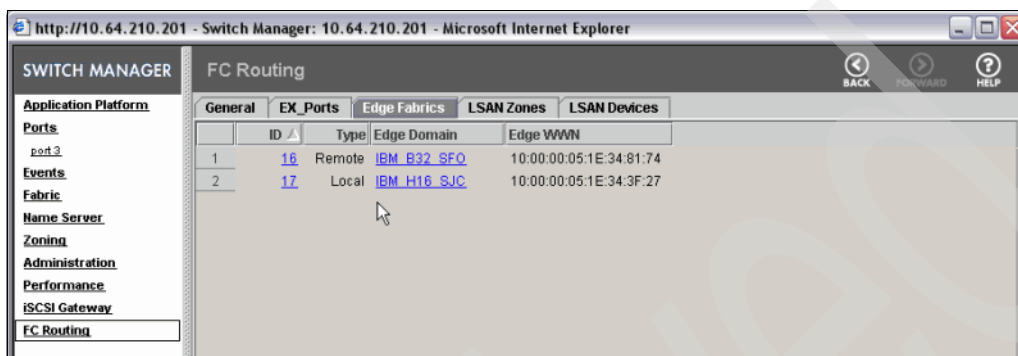 http://10.64.210.201 - Switch Manager: 10.64.210.201 - Microsoft Internet Explorer
SWITCH MANAGER
FC Routing
BACK
FORWARD
HELP
Application Platform
Ports
port 3
Events
Fabric
Name Server
Zoning
Administration
Performance
iSCSI Gateway
FC Routing
General EX_Ports Edge Fabrics LSAN Zones LSAN Devices
ID Type Edge Domain Edge WWN
1 16 Remote IBM_B32_SFO 10:00:00:05:1E:34:81:74
2 17 Local IBM_H16_SJC 10:00:00:05:1E:34:3F:27